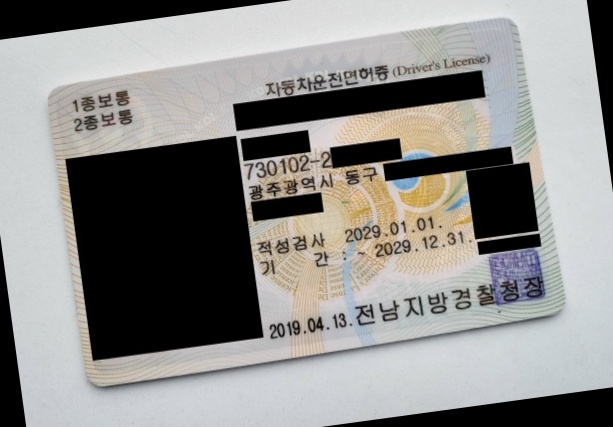 자동차운전면허증 (Driver's License)
1종보통
2종보통
730102-2
광주광역시 동구
적성검사 2029.01.01.
기 간 : ~ 2029.12.31.
2019.04.13. 전남지방경찰청장